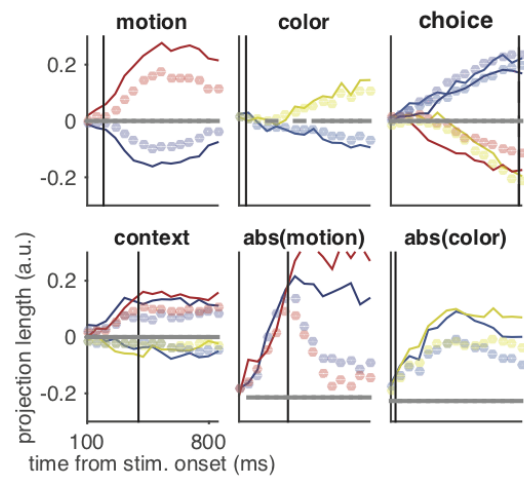 motion color choice
0.2
0
-0.2
context abs(motion) abs(color)
0.2
0
-0.2
projection length (a.u.)
100 800
time from stim. onset (ms)